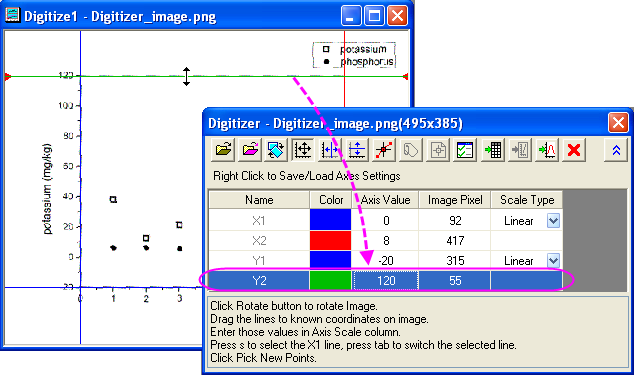 Digitize1 - Digitizer_image.png
potassium
phosphorus
120
100
80
60
40
20
0
-20
potassium (mg/kg)
1
2
3
Digitizer - Digitizer_image.png(495x385)
Right Click to Save/Load Axes Settings
Name Color Axis Value Image Pixel Scale Type
X1 0 92 Linear
X2 8 417
Y1 -20 315 Linear
Y2 120 55
Click Rotate button to rotate Image.
Drag the lines to known coordinates on image.
Enter those values in Axis Scale column.
Press s to select the X1 line, press tab to switch the selected line.
Click Pick New Points.